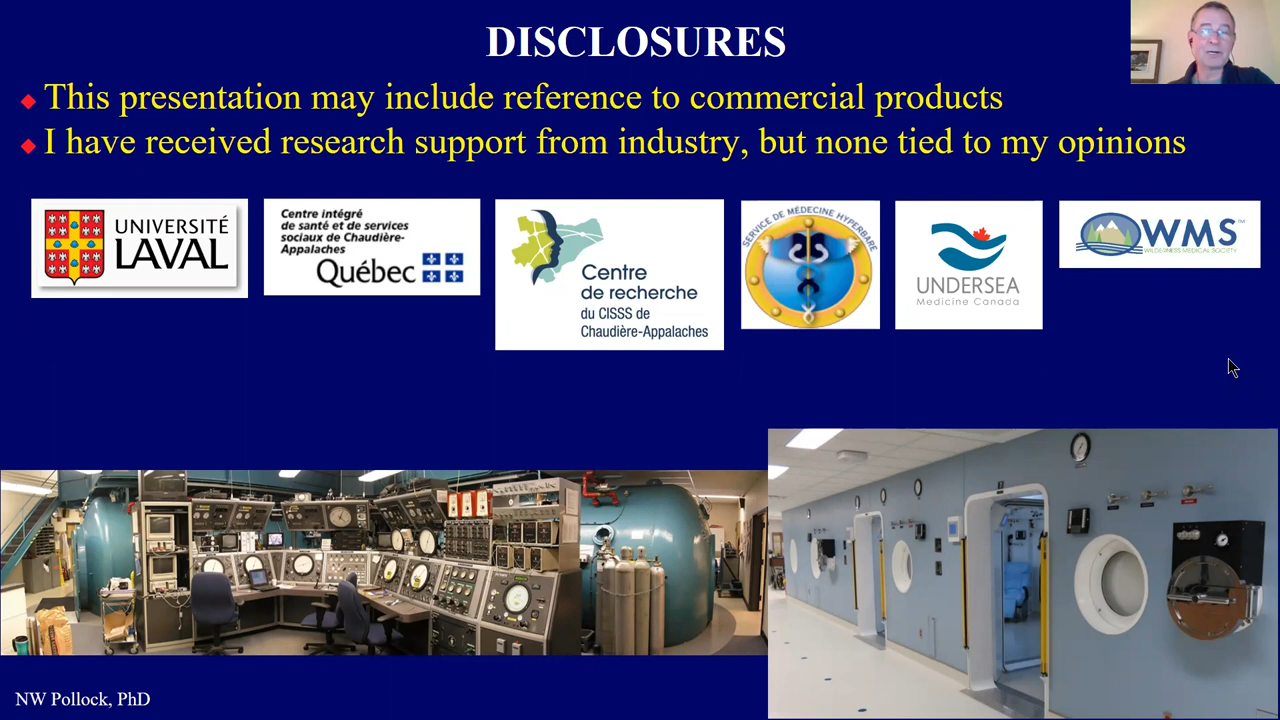 DISCLOSURES
This presentation may include reference to commercial products
I have received research support from industry, but none tied to my opinions
UNIVERSITÉ
LAVAL
Centre intégré
de santé et de services
sociaux de Chaudière-
Appalaches
Québec
Centre
de recherche
du CISSS de
Chaudière-Appalaches
SERVICE DE MÉDECINE HYPERBARE
UNDERSEA
Medicine Canada
WMS
WILDERNESS MEDICAL SOCIETY
NW Pollock, PhD